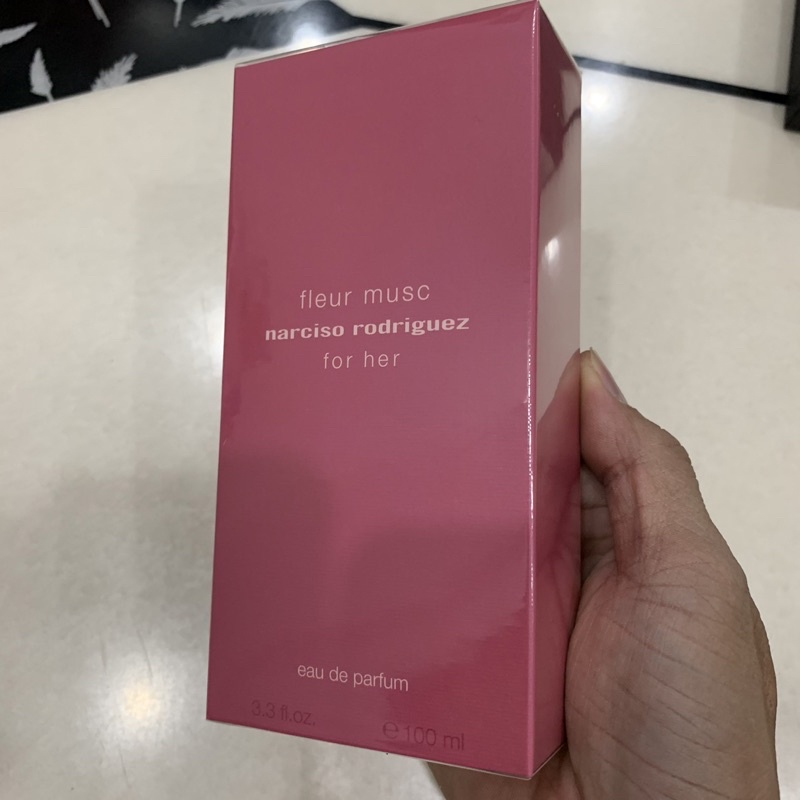 fleur musc
narciso rodriguez
for her
eau de parfum
3.3 fl.oz. ℮100 ml